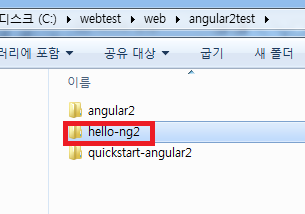 디스크 (C:) ▸ webtest ▸ web ▸ angular2test ▸
러리에 포함 ▾ 공유 대상 ▾ 굽기 새 폴더
이름
angular2
hello-ng2
quickstart-angular2